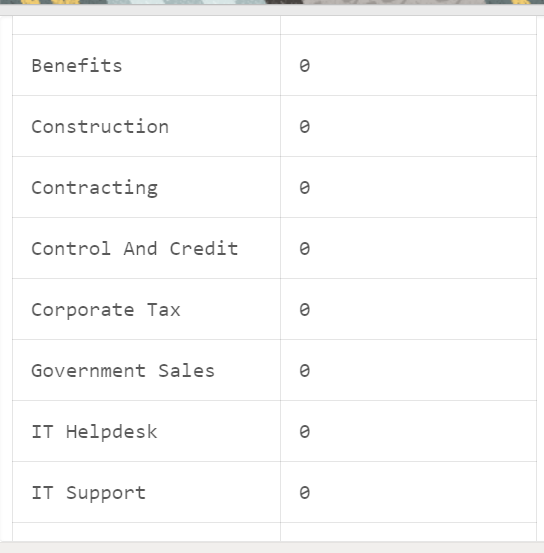 Benefits 0
Construction 0
Contracting 0
Control And Credit 0
Corporate Tax 0
Government Sales 0
IT Helpdesk 0
IT Support 0